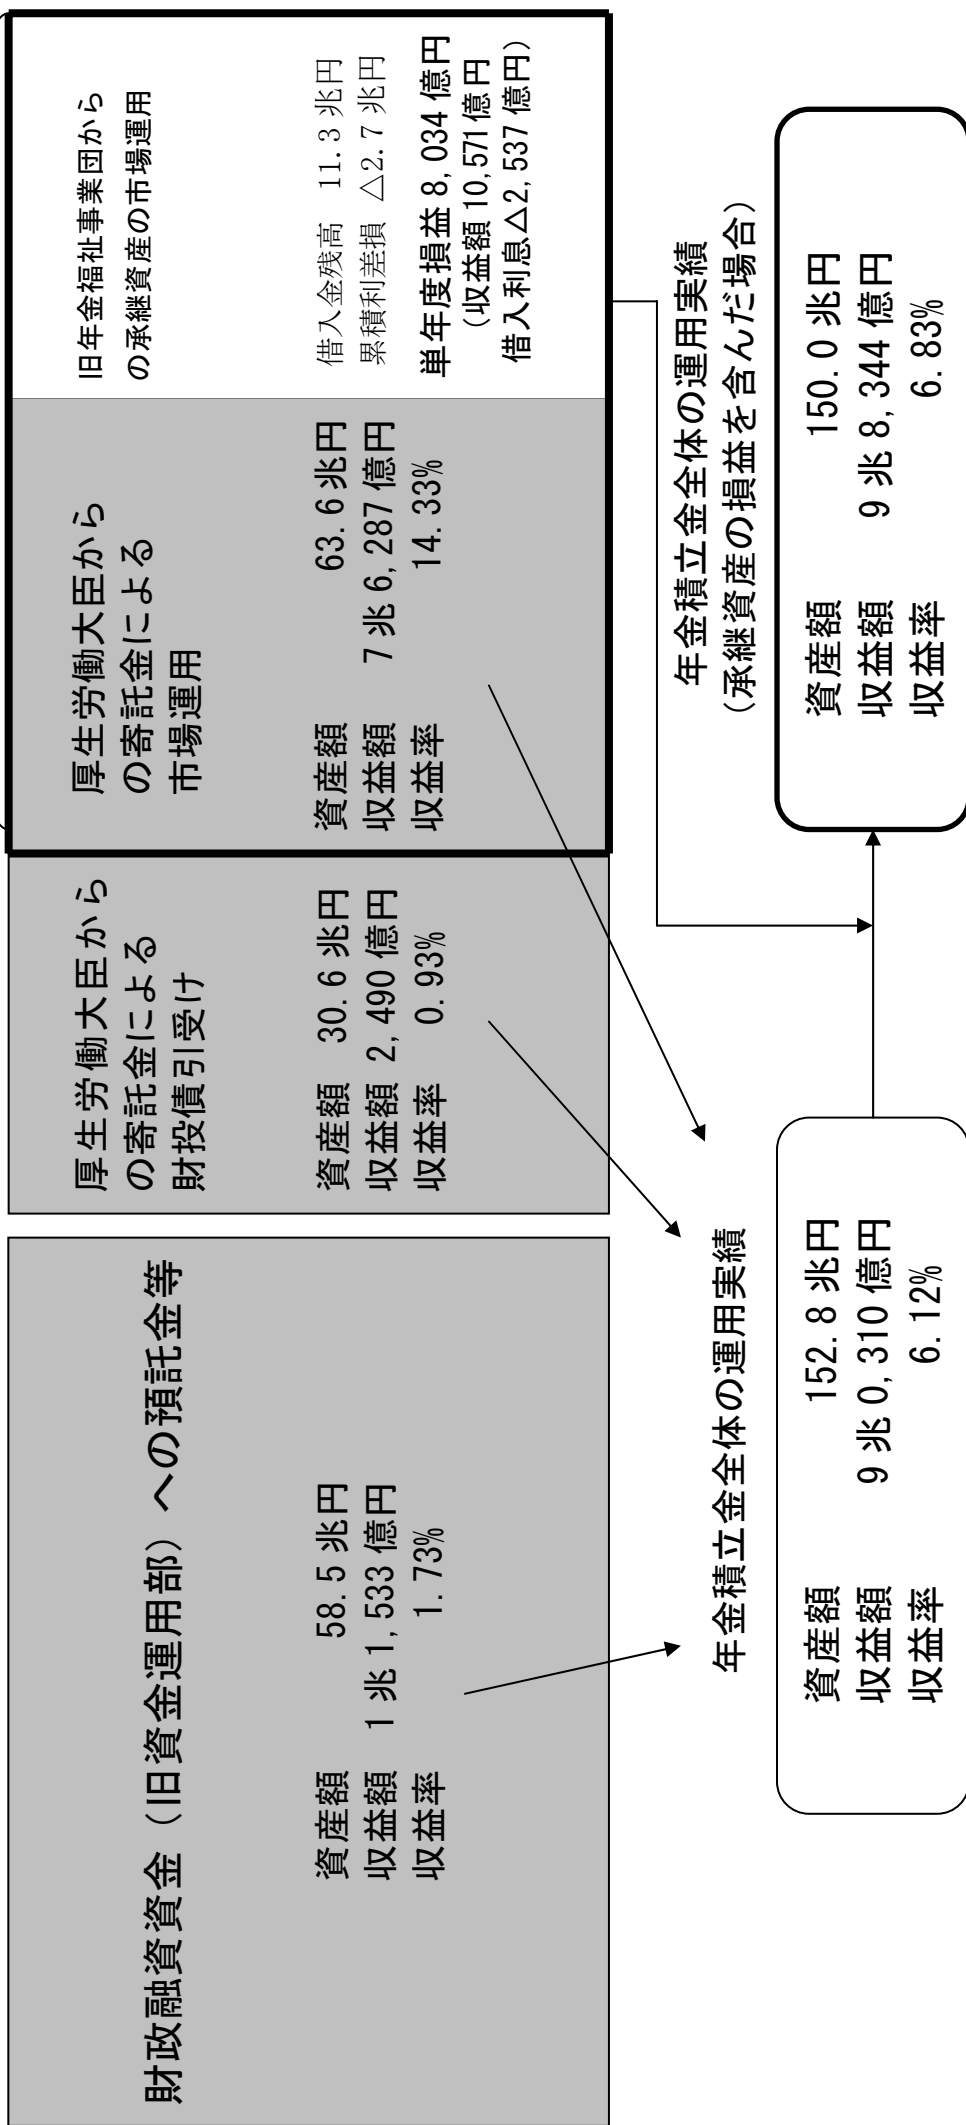 財政融資資金（旧資金運用部）への預託金等
資産額 58.5兆円
収益額 1兆1,533億円
収益率 1.73%
厚生労働大臣から
の寄託金による
財投債引受け
資産額 30.6兆円
収益額 2,490億円
収益率 0.93%
厚生労働大臣から
の寄託金による
市場運用
資産額 63.6兆円
収益額 7兆6,287億円
収益率 14.33%
旧年金福祉事業団から
の承継資産の市場運用
借入金残高 11.3兆円
累積利差損 △2.7兆円
単年度損益 8,034億円
（収益額 10,571億円
借入利息△2,537億円）
年金積立金全体の運用実績
資産額 152.8兆円
収益額 9兆0,310億円
収益率 6.12%
年金積立金全体の運用実績
（承継資産の損益を含んだ場合）
資産額 150.0兆円
収益額 9兆8,344億円
収益率 6.83%